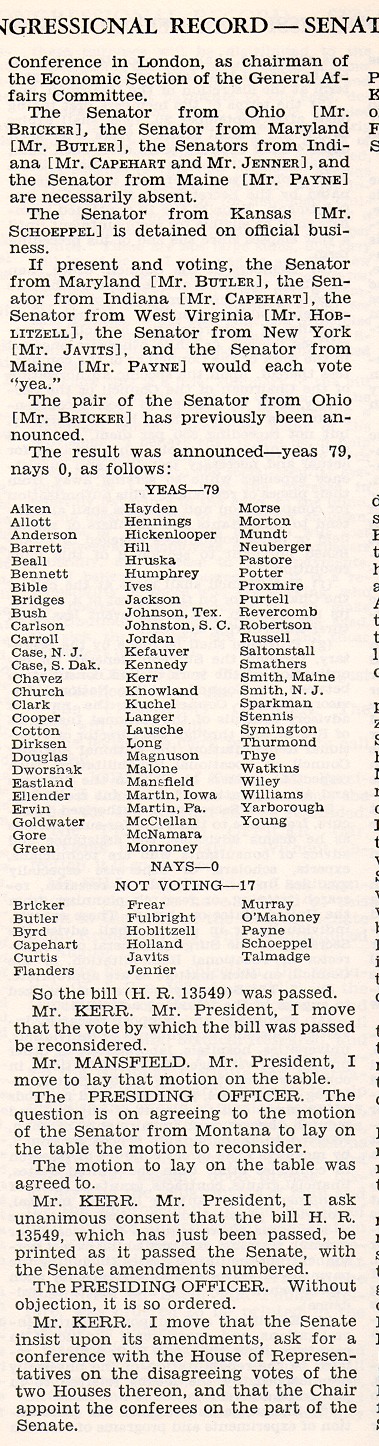 NGRESSIONAL RECORD — SENAT
Conference in London, as chairman of
the Economic Section of the General Af-
fairs Committee.
The Senator from Ohio [Mr.
BRICKER], the Senator from Maryland
[Mr. BUTLER], the Senators from Indi-
ana [Mr. CAPEHART and Mr. JENNER], and
the Senator from Maine [Mr. PAYNE]
are necessarily absent.
The Senator from Kansas [Mr.
SCHOEPPEL] is detained on official busi-
ness.
If present and voting, the Senator
from Maryland [Mr. BUTLER], the Sen-
ator from Indiana [Mr. CAPEHART], the
Senator from West Virginia [Mr. HOB-
LITZELL], the Senator from New York
[Mr. JAVITS], and the Senator from
Maine [Mr. PAYNE] would each vote
"yea."
The pair of the Senator from Ohio
[Mr. BRICKER] has previously been an-
nounced.
The result was announced—yeas 79,
nays 0, as follows:
YEAS—79
Aiken Hayden Morse
Allott Hennings Morton
Anderson Hickenlooper Mundt
Barrett Hill Neuberger
Beall Hruska Pastore
Bennett Humphrey Potter
Bible Ives Proxmire
Bridges Jackson Purtell
Bush Johnson, Tex. Revercomb
Carlson Johnston, S. C. Robertson
Carroll Jordan Russell
Case, N. J. Kefauver Saltonstall
Case, S. Dak. Kennedy Smathers
Chavez Kerr Smith, Maine
Church Knowland Smith, N. J.
Clark Kuchel Sparkman
Cooper Langer Stennis
Cotton Lausche Symington
Dirksen Long Thurmond
Douglas Magnuson Thye
Dworshak Malone Watkins
Eastland Mansfield Wiley
Ellender Martin, Iowa Williams
Ervin Martin, Pa. Yarborough
Goldwater McClellan Young
Gore McNamara
Green Monroney
NAYS—0
NOT VOTING—17
Bricker Frear Murray
Butler Fulbright O'Mahoney
Byrd Hoblitzell Payne
Capehart Holland Schoeppel
Curtis Javits Talmadge
Flanders Jenner
So the bill (H. R. 13549) was passed.
Mr. KERR. Mr. President, I move
that the vote by which the bill was passed
be reconsidered.
Mr. MANSFIELD. Mr. President, I
move to lay that motion on the table.
The PRESIDING OFFICER. The
question is on agreeing to the motion
of the Senator from Montana to lay on
the table the motion to reconsider.
The motion to lay on the table was
agreed to.
Mr. KERR. Mr. President, I ask
unanimous consent that the bill H. R.
13549, which has just been passed, be
printed as it passed the Senate, with
the Senate amendments numbered.
The PRESIDING OFFICER. Without
objection, it is so ordered.
Mr. KERR. I move that the Senate
insist upon its amendments, ask for a
conference with the House of Represen-
tatives on the disagreeing votes of the
two Houses thereon, and that the Chair
appoint the conferees on the part of the
Senate.